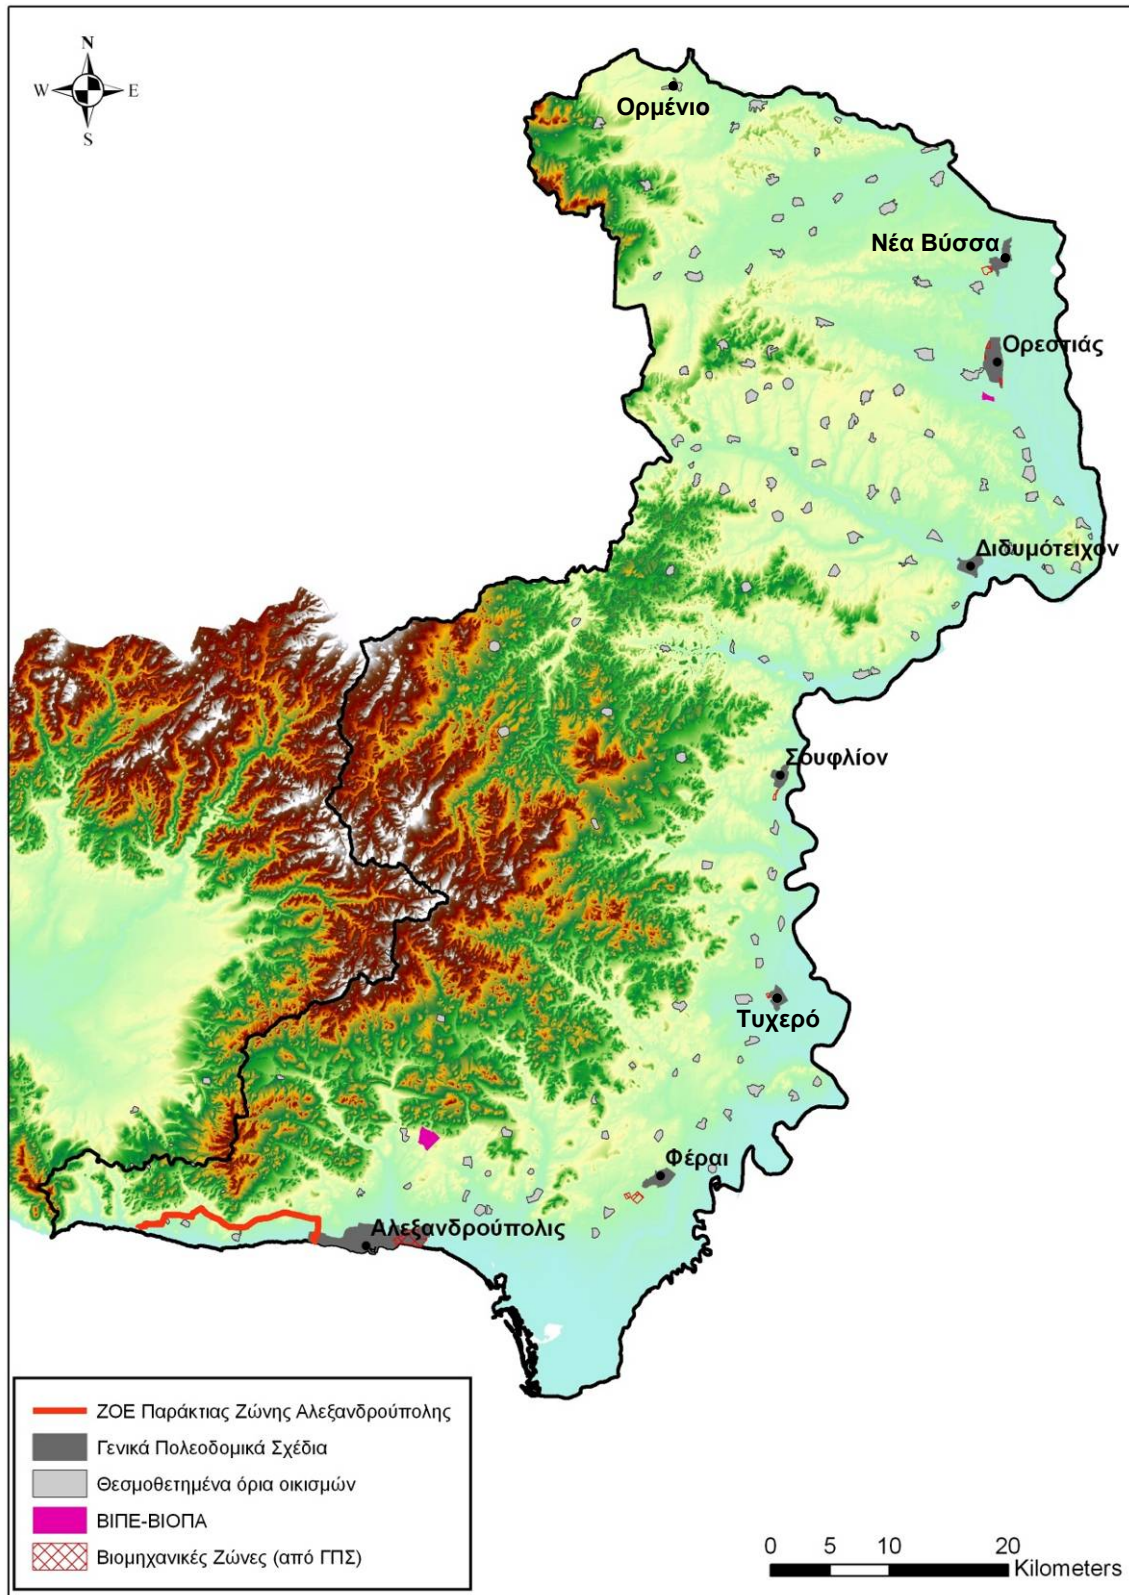 N
W E
S
Ορμένιο
Νέα Βύσσα
Ορεστιάς
Διδυμότειχον
Σουφλίον
Τυχερό
Φέραι
Αλεξανδρούπολις
ΖΟΕ Παράκτιας Ζώνης Αλεξανδρούπολης
Γενικά Πολεοδομικά Σχέδια
Θεσμοθετημένα όρια οικισμών
ΒΙΠΕ-ΒΙΟΠΑ
Βιομηχανικές Ζώνες (από ΓΠΣ)
0 5 10 20
Kilometers